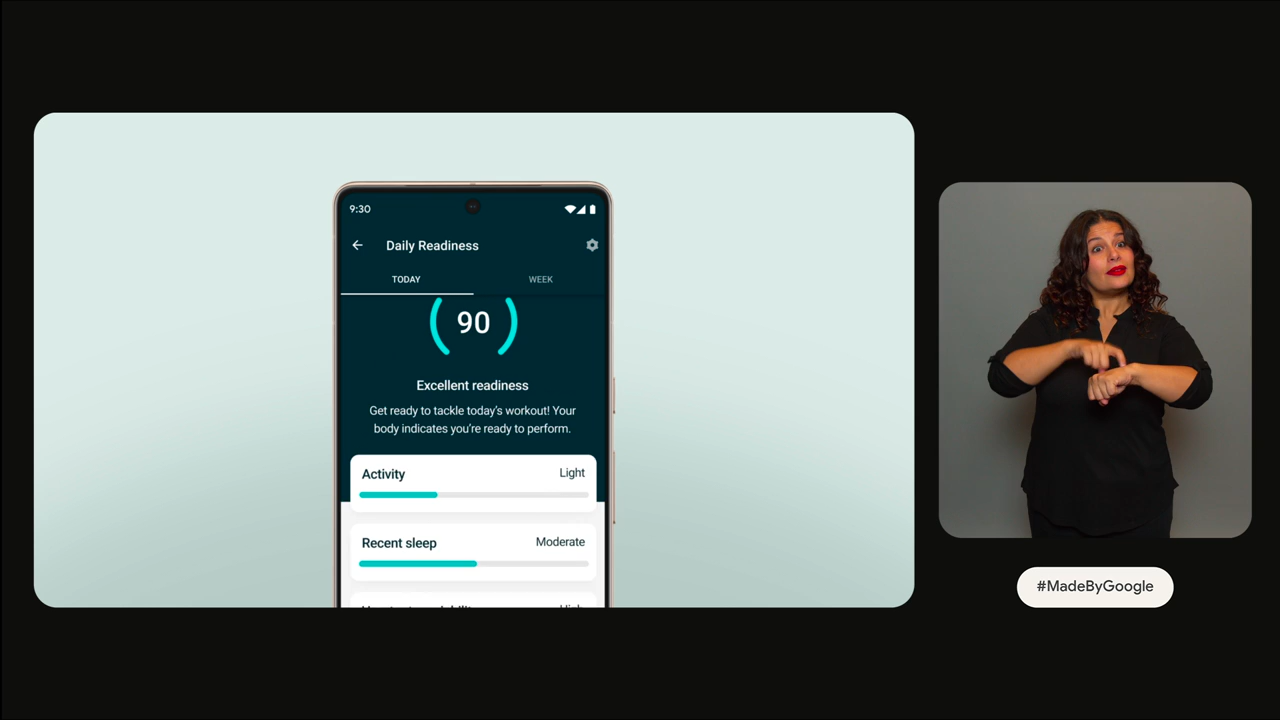 9:30
Daily Readiness
TODAY
WEEK
90
Excellent readiness
Get ready to tackle today's workout! Your
body indicates you're ready to perform.
Activity
Light
Recent sleep
Moderate
#MadeByGoogle